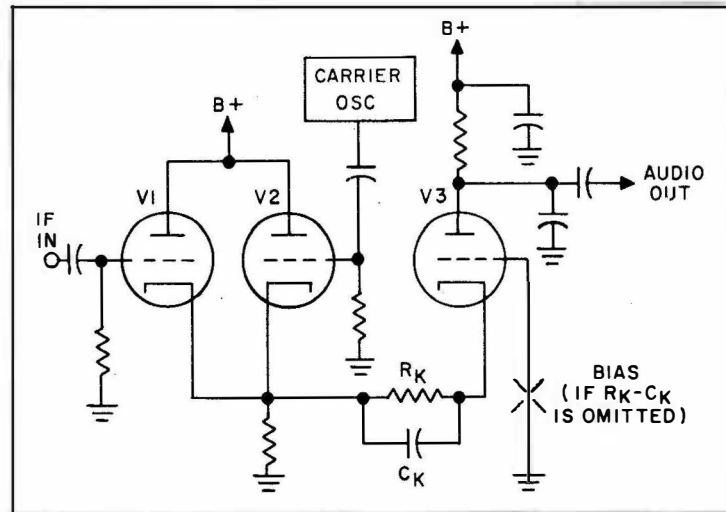 B+
CARRIER
OSC
B+
V1
V2
V3
AUDIO
OUT
IF
IN
RK
BIAS
(IF RK-CK
IS OMITTED)
CK